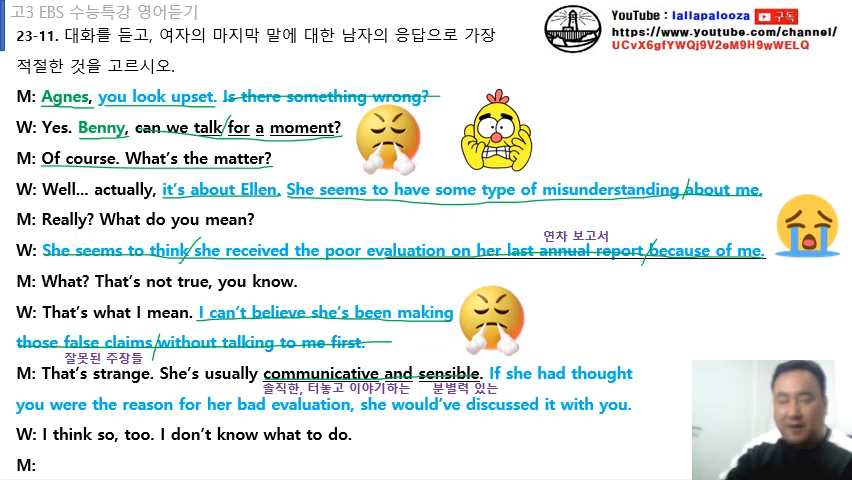 고3 EBS 수능특강 영어듣기
YouTube : lallapalooza 구독
https://www.youtube.com/channel/
UCvX6gfYWQj9V2eM9H9wWELQ
23-11. 대화를 듣고, 여자의 마지막 말에 대한 남자의 응답으로 가장
적절한 것을 고르시오.
M: Agnes, you look upset. Is there something wrong?
W: Yes. Benny, can we talk for a moment?
M: Of course. What's the matter?
W: Well... actually, it's about Ellen. She seems to have some type of misunderstanding about me.
M: Really? What do you mean?
연차 보고서
W: She seems to think she received the poor evaluation on her last annual report because of me.
M: What? That's not true, you know.
W: That's what I mean. I can't believe she's been making
those false claims without talking to me first.
잘못된 주장들
M: That's strange. She's usually communicative and sensible. If she had thought
솔직한, 터놓고 이야기하는 분별력 있는
you were the reason for her bad evaluation, she would've discussed it with you.
W: I think so, too. I don't know what to do.
M: